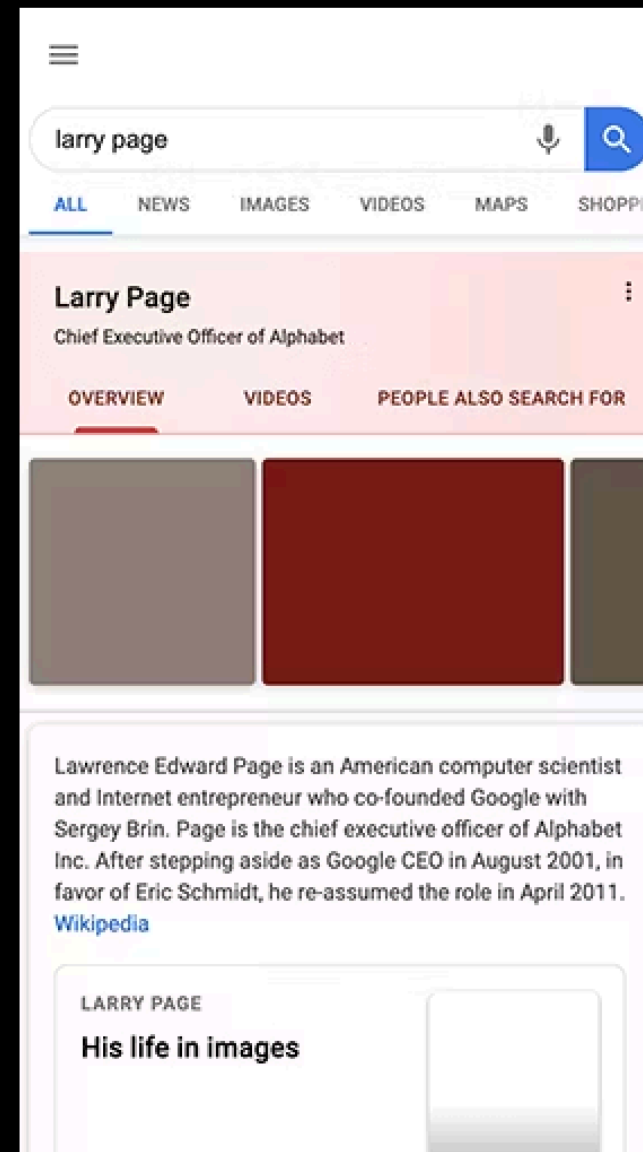 larry page
ALL NEWS IMAGES VIDEOS MAPS SHOPPI
Larry Page
Chief Executive Officer of Alphabet
OVERVIEW VIDEOS PEOPLE ALSO SEARCH FOR
Lawrence Edward Page is an American computer scientist
and Internet entrepreneur who co-founded Google with
Sergey Brin. Page is the chief executive officer of Alphabet
Inc. After stepping aside as Google CEO in August 2001, in
favor of Eric Schmidt, he re-assumed the role in April 2011.
Wikipedia
LARRY PAGE
His life in images